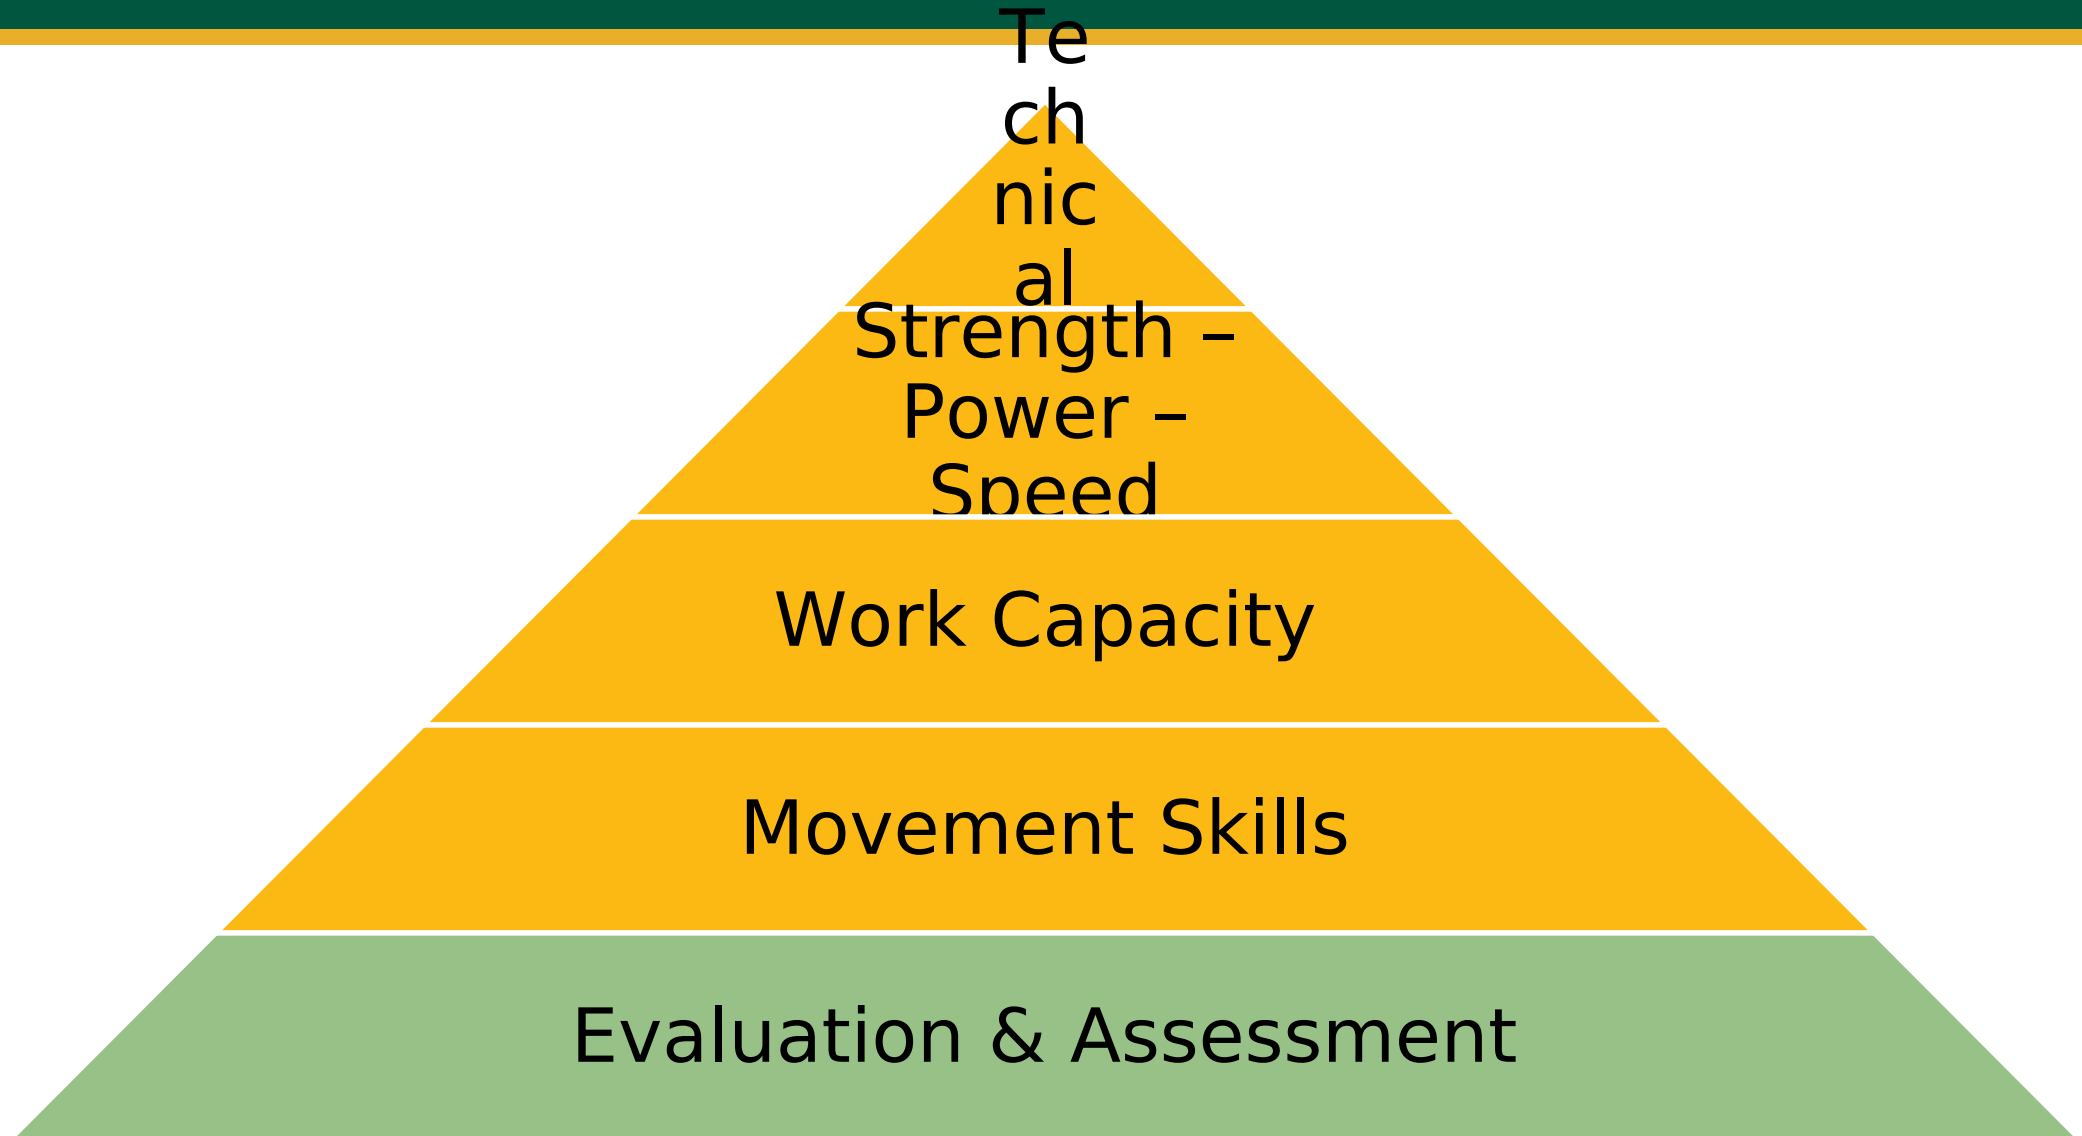 Te
ch
nic
al
Strength –
Power –
Speed
Work Capacity
Movement Skills
Evaluation & Assessment